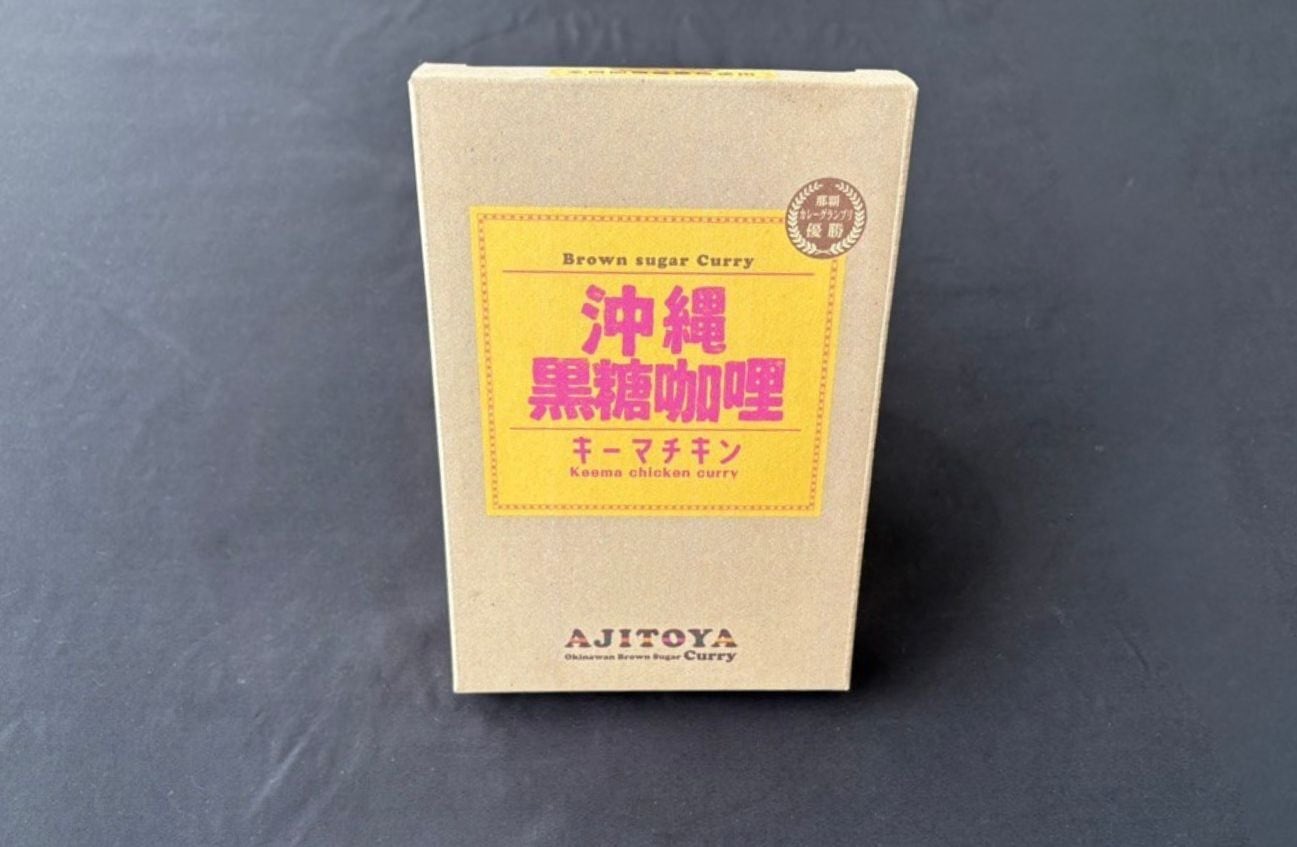 那覇
カレーグランプリ
優勝
Brown sugar Curry
沖縄
黒糖咖哩
キーマチキン
Keema chicken curry
AJITOYA
Okinawan Brown Sugar Curry